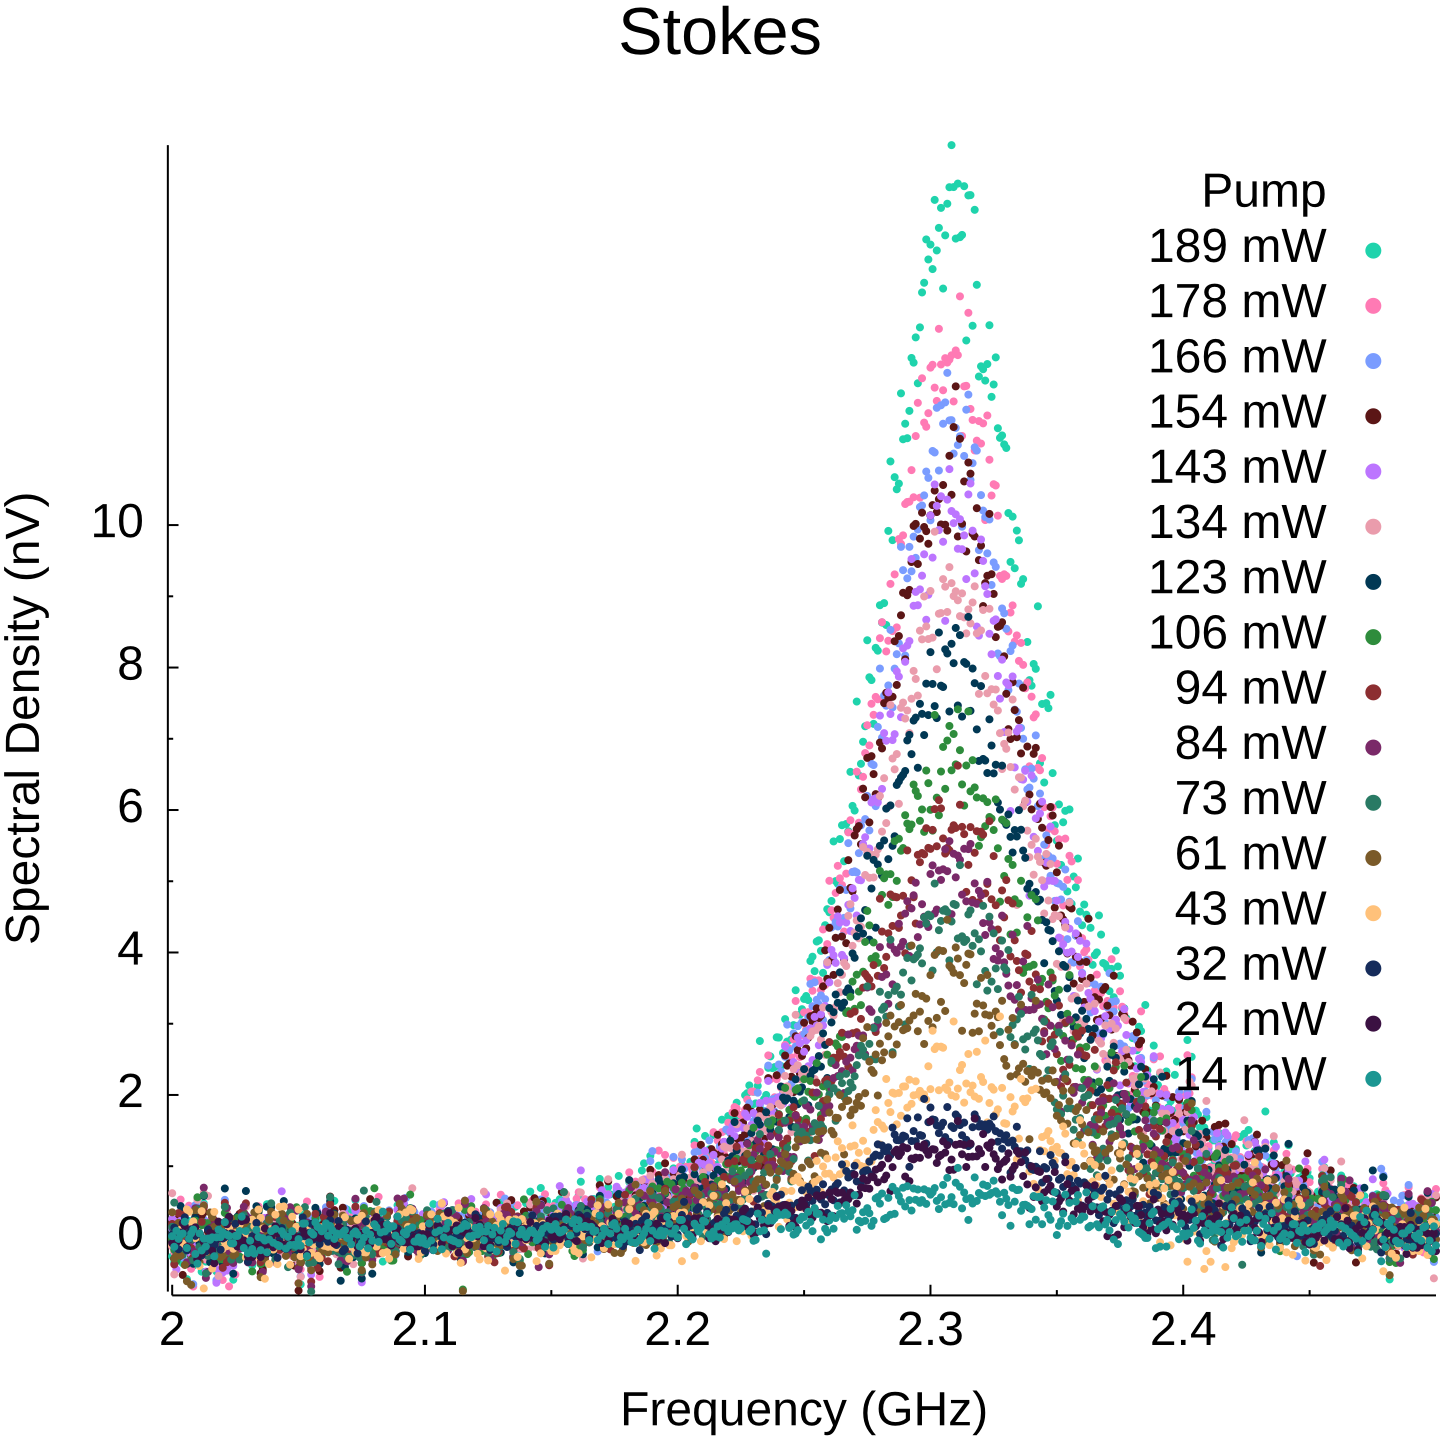 Stokes
Pump
189 mW
178 mW
166 mW
154 mW
143 mW
134 mW
123 mW
106 mW
94 mW
84 mW
73 mW
61 mW
43 mW
32 mW
24 mW
14 mW
Spectral Density (nV)
10
8
6
4
2
0
2 2.1 2.2 2.3 2.4
Frequency (GHz)